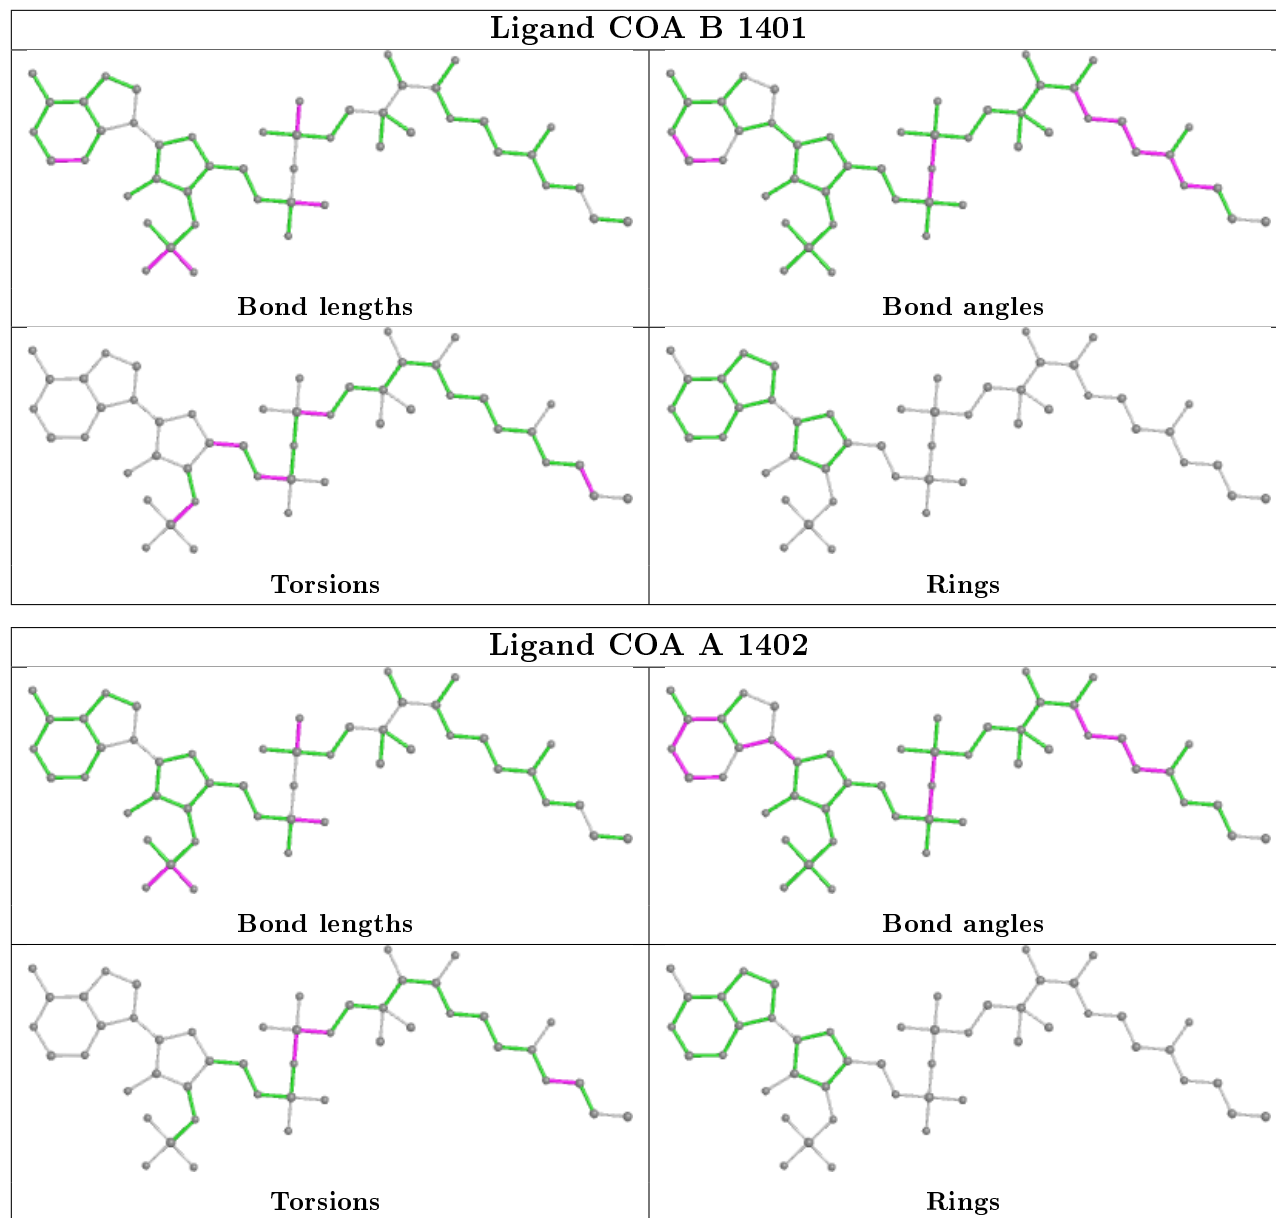 Ligand COA B 1401
Bond lengths
Bond angles
Torsions
Rings
Ligand COA A 1402
Bond lengths
Bond angles
Torsions
Rings